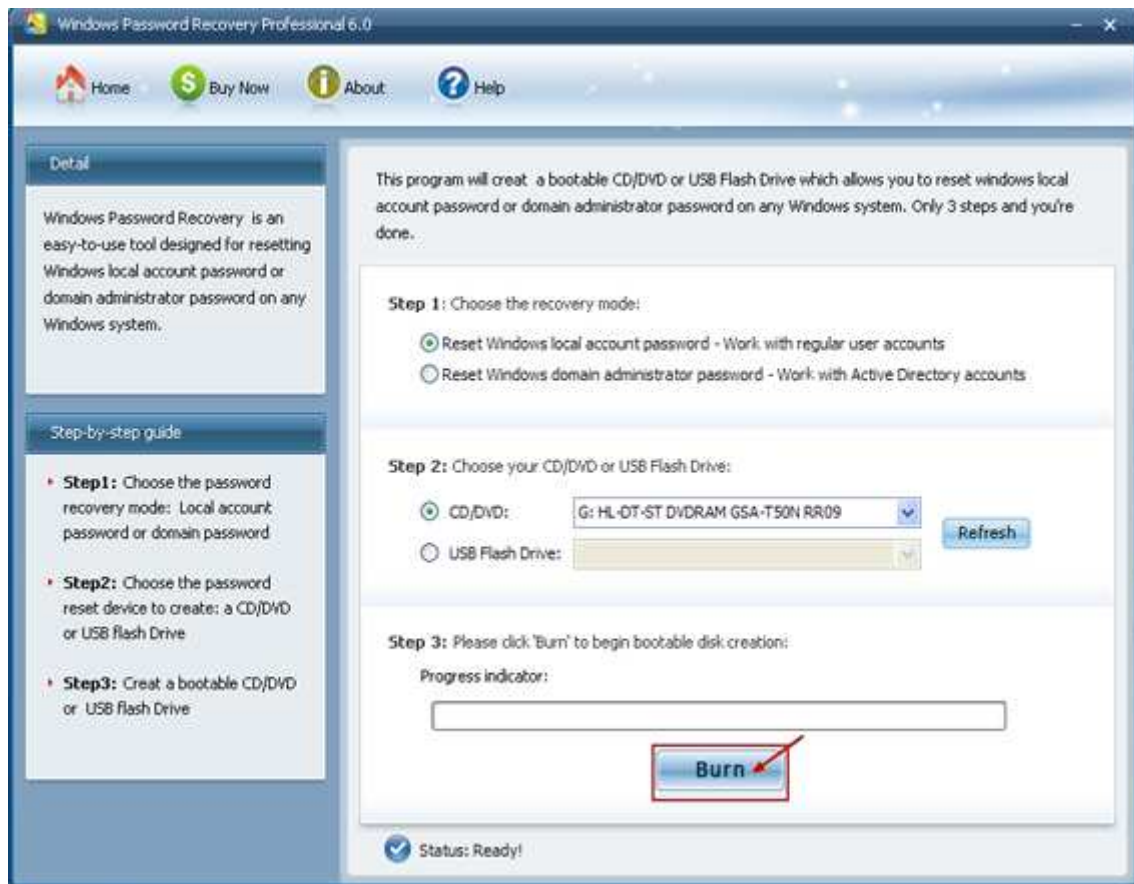 Windows Password Recovery Professional 6.0
Home
Buy Now
About
Help
Detail
Windows Password Recovery is an
easy-to-use tool designed for resetting
Windows local account password or
domain administrator password on any
Windows system.
Step-by-step guide
Step1: Choose the password
recovery mode: Local account
password or domain password
Step2: Choose the password
reset device to create: a CD/DVD
or USB flash Drive
Step3: Creat a bootable CD/DVD
or USB flash Drive
This program will creat a bootable CD/DVD or USB Flash Drive which allows you to reset windows local
account password or domain administrator password on any Windows system. Only 3 steps and you're
done.
Step 1: Choose the recovery mode:
Reset Windows local account password - Work with regular user accounts
Reset Windows domain administrator password - Work with Active Directory accounts
Step 2: Choose your CD/DVD or USB Flash Drive:
CD/DVD: G: HL-DT-ST DVDRAM GSA-T50N RR09
Refresh
USB Flash Drive:
Step 3: Please click 'Burn' to begin bootable disk creation:
Progress indicator:
Burn
Status: Ready!